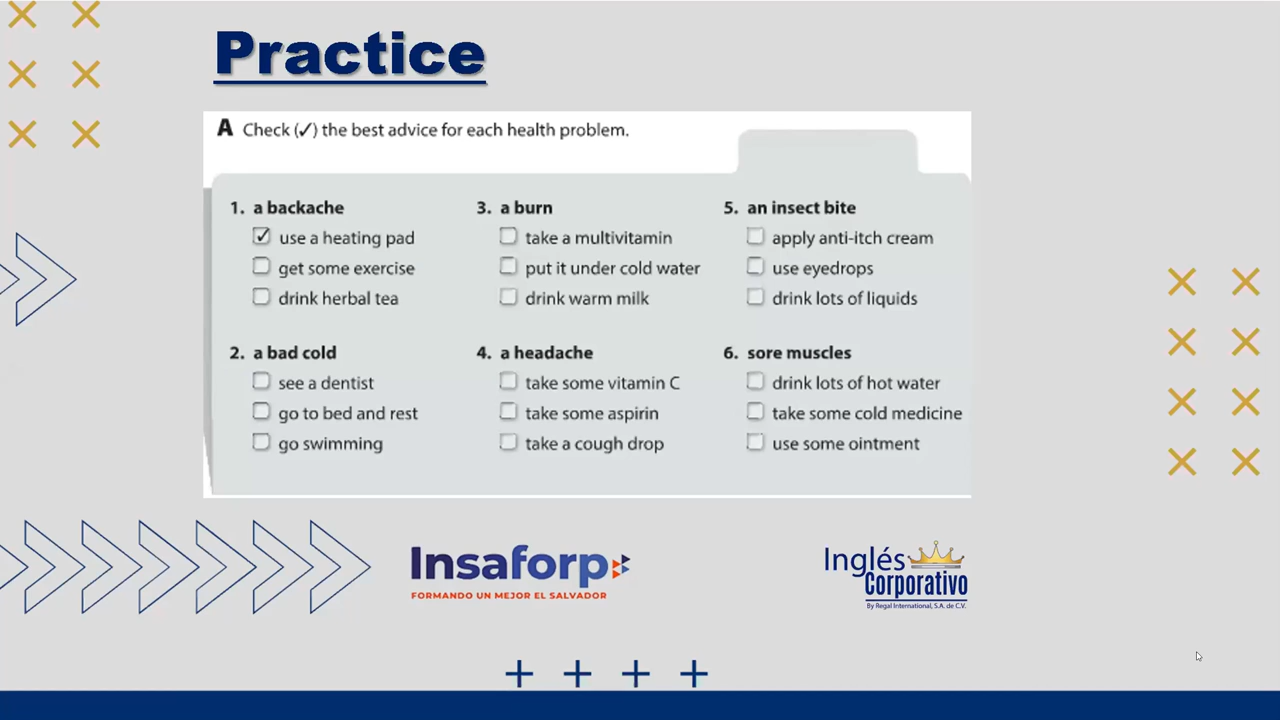 Practice
A Check (✓) the best advice for each health problem.
1. a backache
✓ use a heating pad
get some exercise
drink herbal tea
2. a bad cold
see a dentist
go to bed and rest
go swimming
3. a burn
take a multivitamin
put it under cold water
drink warm milk
4. a headache
take some vitamin C
take some aspirin
take a cough drop
5. an insect bite
apply anti-itch cream
use eyedrops
drink lots of liquids
6. sore muscles
drink lots of hot water
take some cold medicine
use some ointment
Insaforp
FORMANDO UN MEJOR EL SALVADOR
Inglés
Corporativo
By Regal International, S.A. de C.V.